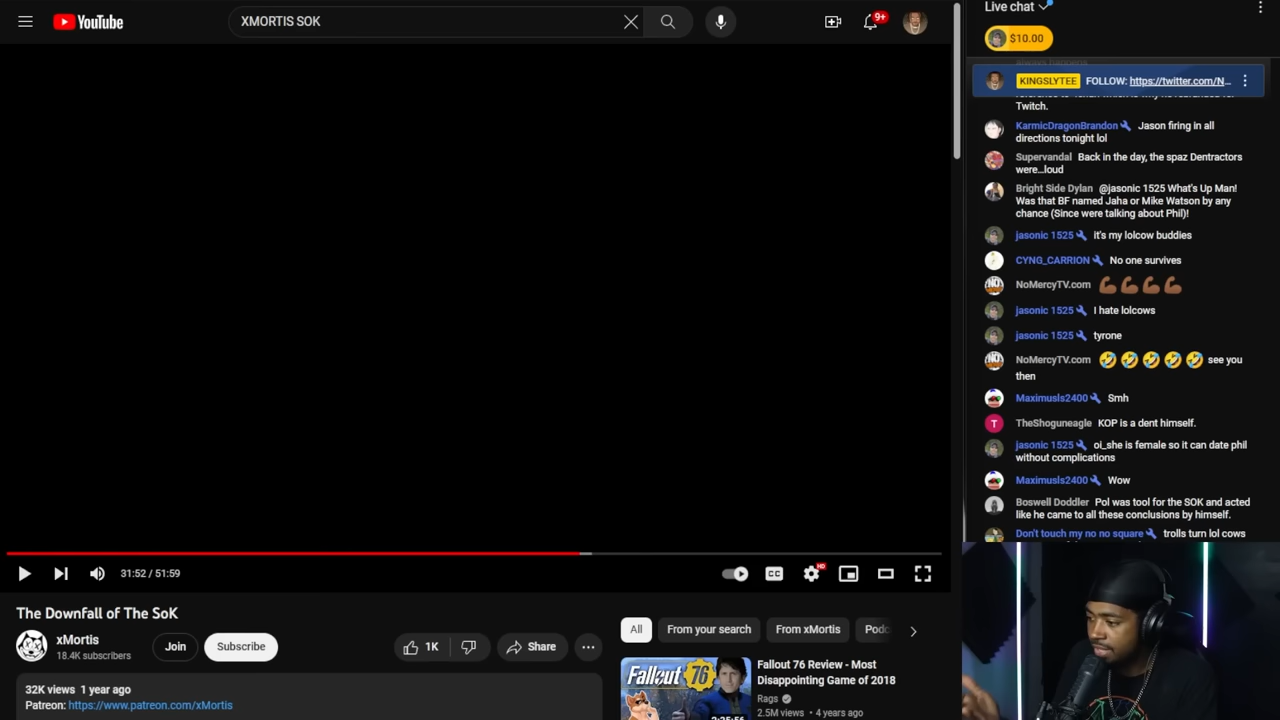 YouTube
XMORTIS SOK
9+
31:52 / 51:59
CC
HD
The Downfall of The SoK
xMortis
18.4K subscribers
Join
Subscribe
1K
Share
32K views 1 year ago
Patreon: https://www.patreon.com/xMortis
All
From your search
From xMortis
Podc
Fallout 76
Fallout 76 Review - Most
Disappointing Game of 2018
Rags
2.5M views • 4 years ago
2:25:56
Live chat
$10.00
always happens
KINGSLYTEE FOLLOW: https://twitter.com/N...
Twitch.
KarmicDragonBrandon Jason firing in all
directions tonight lol
Supervandal Back in the day, the spaz Dentractors
were...loud
Bright Side Dylan @jasonic 1525 What's Up Man!
Was that BF named Jaha or Mike Watson by any
chance (Since were talking about Phil)!
jasonic 1525 it's my lolcow buddies
CYNG_CARRION No one survives
NoMercyTV.com 💪🏾💪🏾💪🏾💪🏾
jasonic 1525 I hate lolcows
jasonic 1525 tyrone
NoMercyTV.com 🤣🤣🤣🤣🤣 see you
then
Maximusls2400 Smh
T
TheShoguneagle KOP is a dent himself.
jasonic 1525 oi_she is female so it can date phil
without complications
Maximusls2400 Wow
Boswell Doddler Pol was tool for the SOK and acted
like he came to all these conclusions by himself.
Don't touch my no no square trolls turn lol cows